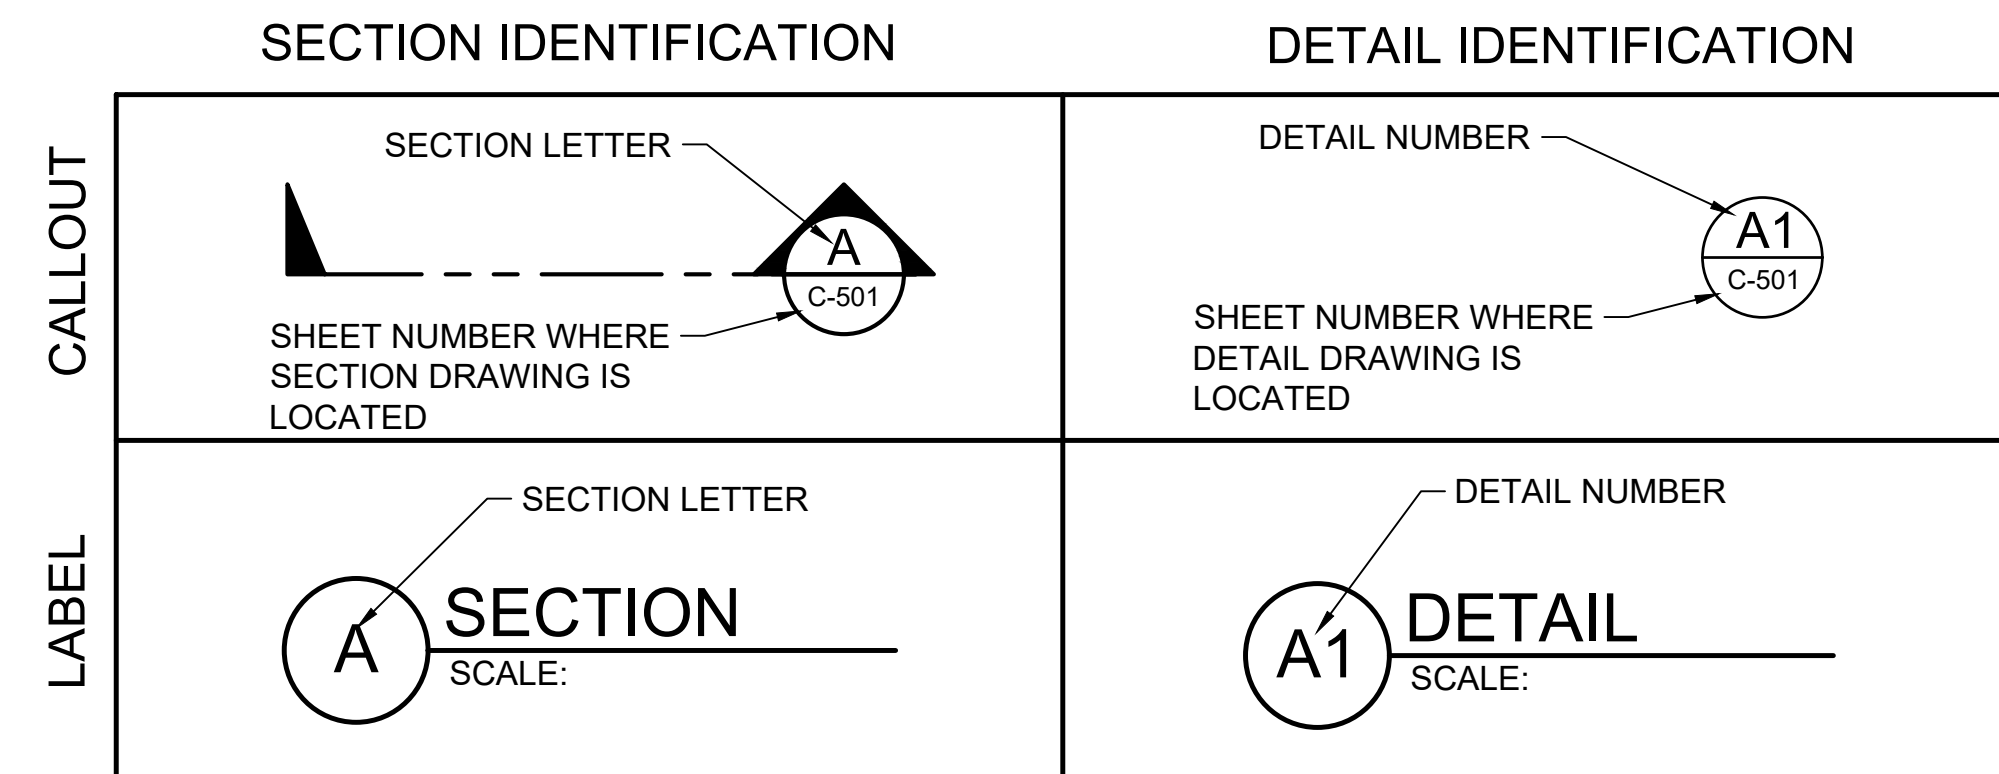 SECTION IDENTIFICATION
DETAIL IDENTIFICATION
CALLOUT
SECTION LETTER
A
C-501
SHEET NUMBER WHERE
SECTION DRAWING IS
LOCATED
DETAIL NUMBER
A1
C-501
SHEET NUMBER WHERE
DETAIL DRAWING IS
LOCATED
LABEL
SECTION LETTER
A
SECTION
SCALE:
DETAIL NUMBER
A1
DETAIL
SCALE: